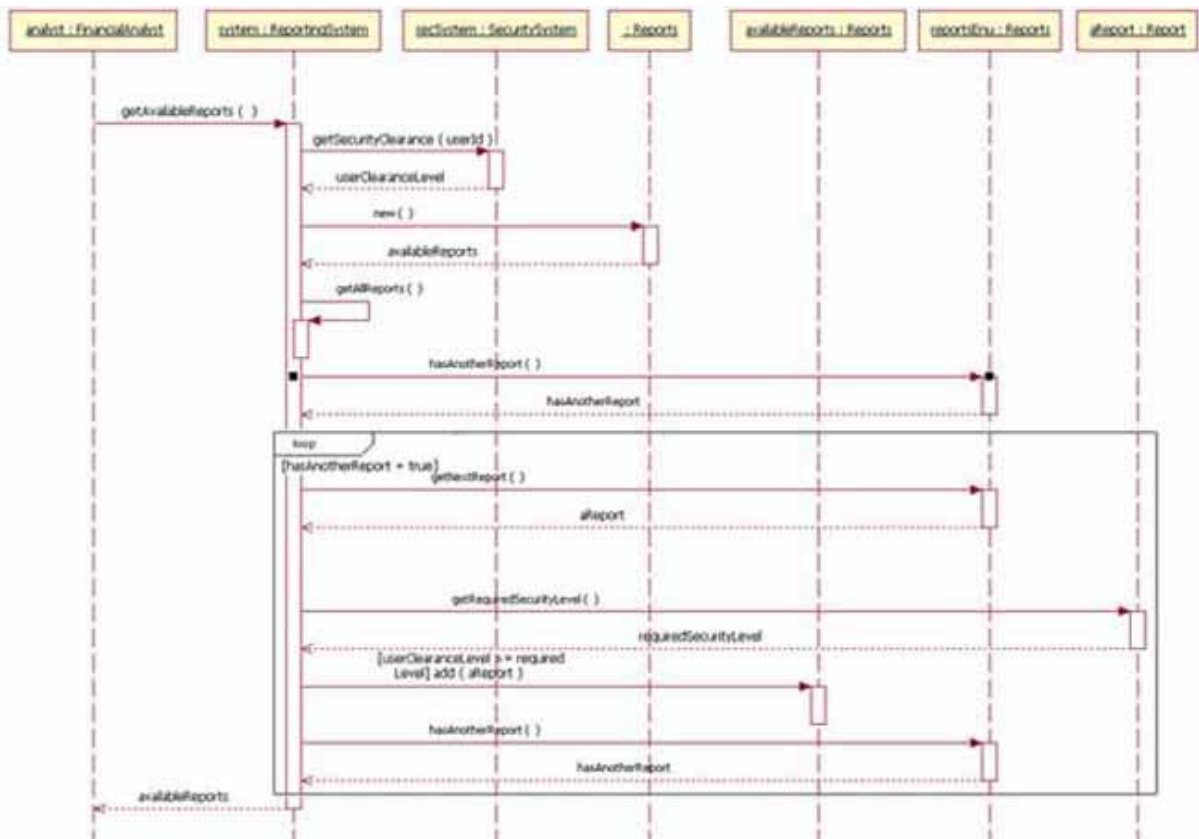 analyst : FinancialAnalyst
system : ReportingSystem
secSystem : SecuritySystem
_ : Reports
availableReports : Reports
reportsEnu : Reports
aReport : Report
getAvailableReports ( )
getSecurityClearance ( userId )
userClearanceLevel
new ( )
availableReports
getAllReports ( )
hasAnotherReport ( )
hasAnotherReport
loop
[hasAnotherReport = true]
getNextReport ( )
aReport
getRequiredSecurityLevel ( )
requiredSecurityLevel
[userClearanceLevel > = required
Level] add ( aReport )
hasAnotherReport ( )
hasAnotherReport
availableReports